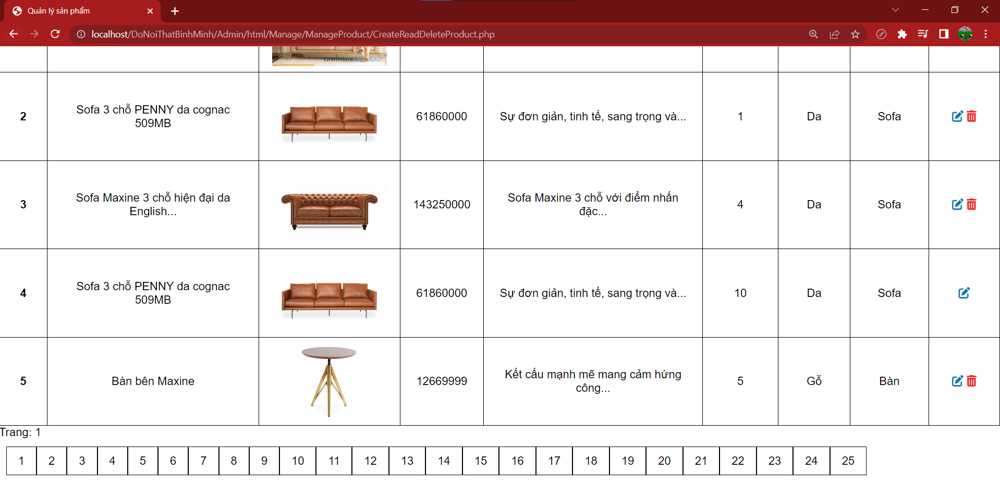 Quản lý sản phẩm
localhost/DoNoiThatBinhMinh/Admin/html/Manage/ManageProduct/CreateReadDeleteProduct.php
2
Sofa 3 chỗ PENNY da cognac
509MB
61860000
Sự đơn giản, tinh tế, sang trọng và...
1
Da
Sofa
3
Sofa Maxine 3 chỗ hiện đại da
English...
143250000
Sofa Maxine 3 chỗ với điểm nhấn
đặc...
4
Da
Sofa
4
Sofa 3 chỗ PENNY da cognac
509MB
61860000
Sự đơn giản, tinh tế, sang trọng và...
10
Da
Sofa
5
Bàn bên Maxine
12669999
Kết cấu mạnh mẽ mang cảm hứng
công...
5
Gỗ
Bàn
Trang: 1
1 2 3 4 5 6 7 8 9 10 11 12 13 14 15 16 17 18 19 20 21 22 23 24 25